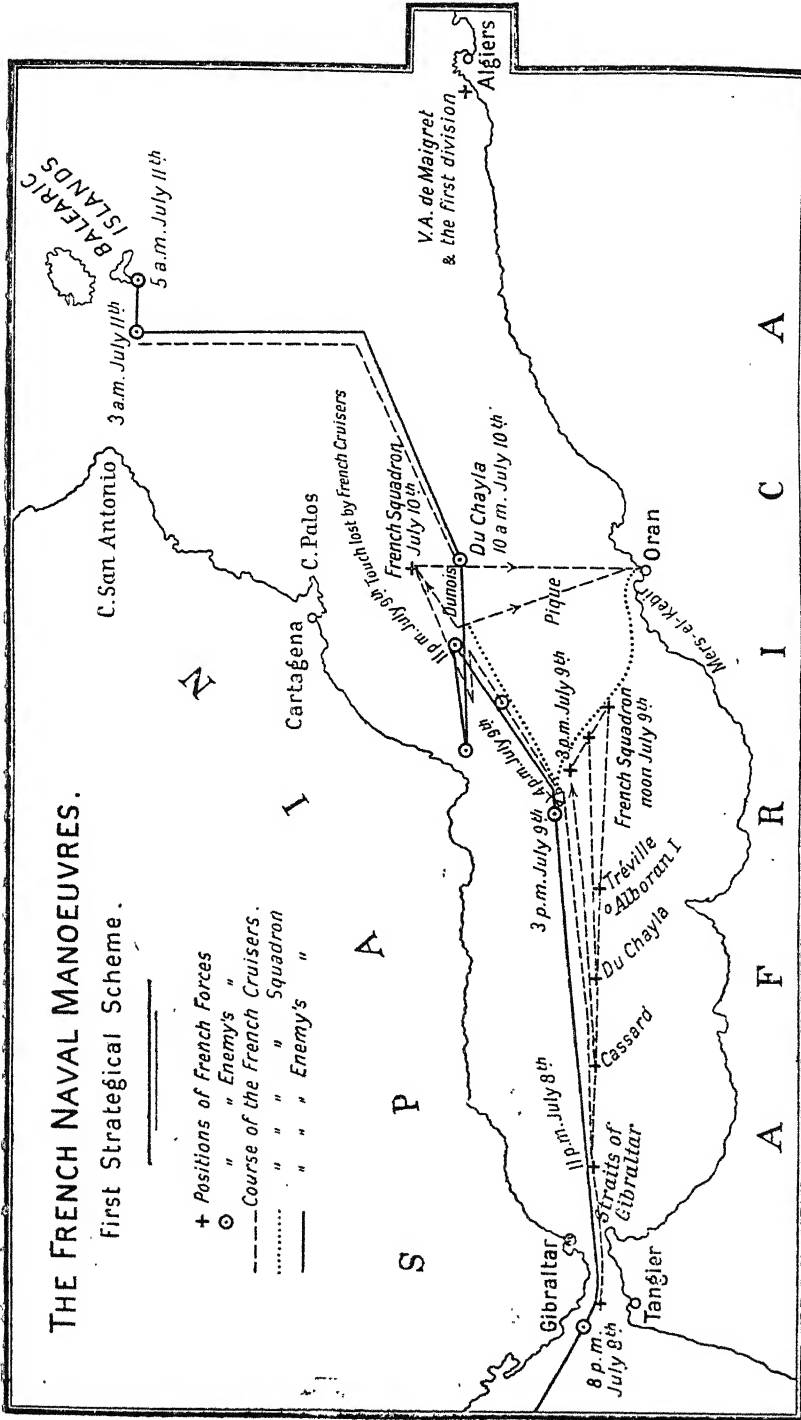 THE FRENCH NAVAL MANOEUVRES.
First Strategical Scheme.
+ Positions of French Forces
⊙ " " Enemy's "
Course of the French Cruisers.
" " " " Squadron
" " " Enemy's "
BALEARIC
ISLANDS
5 a.m. July 11th
3 a.m. July 11th
C. San Antonio
C. Palos
Cartagena
Touch lost by French Cruisers
11 p.m. July 9th
French Squadron
July 10th
Du Chayla
10 a m. July 10th
Dunois
Pique
V.A. de Maigret
& the first division
Algiers
Oran
Mers-el-Kebir
4 p.m. July 9th
3 p.m. July 9th
3 p.m. July 9th
French Squadron
noon July 9th
Tréville
Alboran I
Du Chayla
Cassard
11 p.m. July 8th
Straits of
Gibraltar
Gibraltar
Tangier
8 p.m.
July 8th
SPAIN
AFRICA